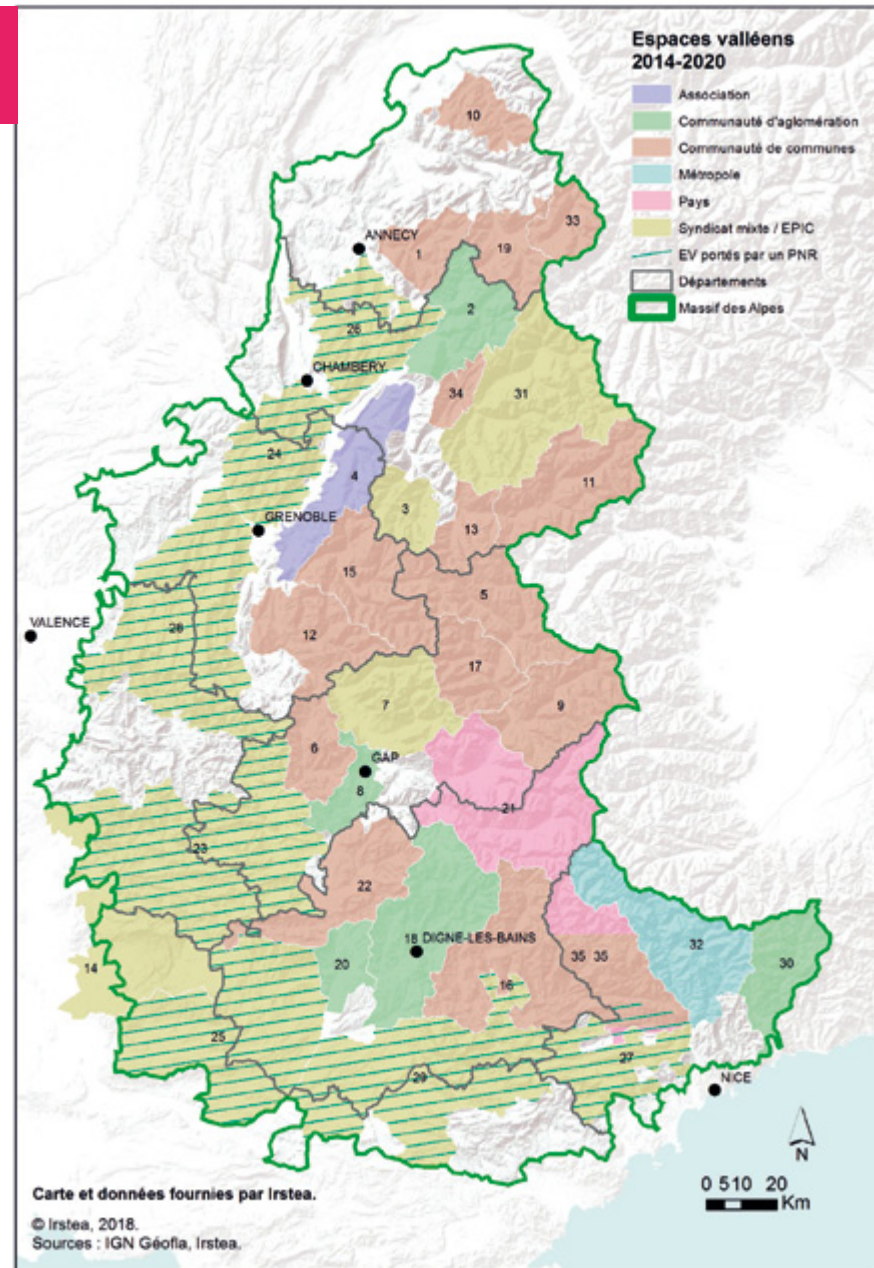 Espaces valléens
2014-2020
Association
Communauté d'aglomération
Communauté de communes
Métropole
Pays
Syndicat mixte / EPIC
EV portés par un PNR
Départements
Massif des Alpes
10
33
ANNECY
1
19
2
26
CHAMBERY
34
31
24
4
11
3
GRENOBLE
13
15
5
VALENCE
28
12
17
7
9
6
GAP
8
21
23
22
18 DIGNE-LES-BAINS
32
14
20
35 35
30
16
25
27
29
NICE
N
0 510 20
Km
Carte et données fournies par Irstea.
© Irstea, 2018.
Sources : IGN Géofla, Irstea.